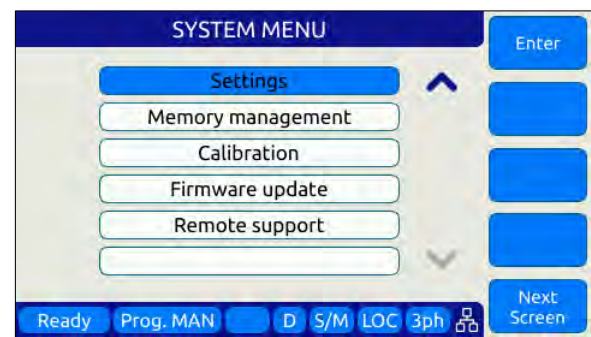 SYSTEM MENU
Enter
Settings
Memory management
Calibration
Firmware update
Remote support
Next
Screen
Ready Prog. MAN D S/M LOC 3ph